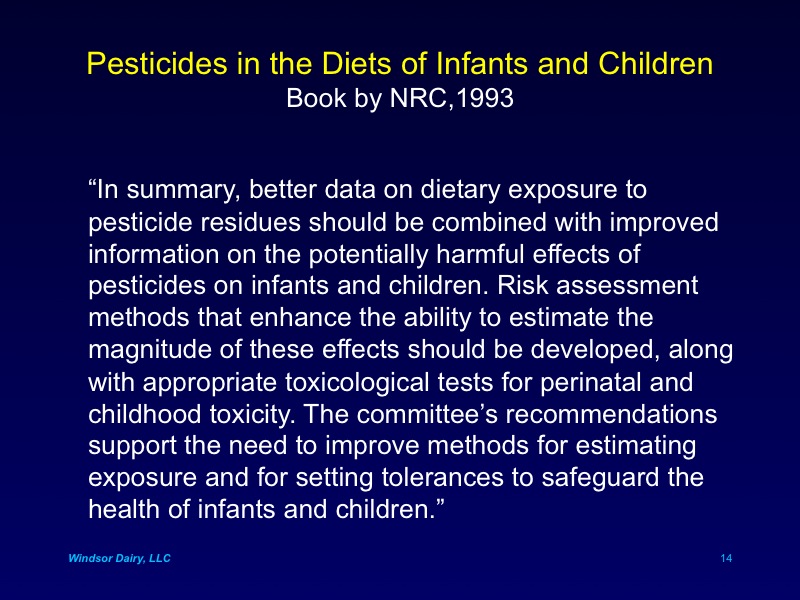 Pesticides in the Diets of Infants and Children
Book by NRC,1993
“In summary, better data on dietary exposure to
pesticide residues should be combined with improved
information on the potentially harmful effects of
pesticides on infants and children. Risk assessment
methods that enhance the ability to estimate the
magnitude of these effects should be developed, along
with appropriate toxicological tests for perinatal and
childhood toxicity. The committee’s recommendations
support the need to improve methods for estimating
exposure and for setting tolerances to safeguard the
health of infants and children.”
Windsor Dairy, LLC
14